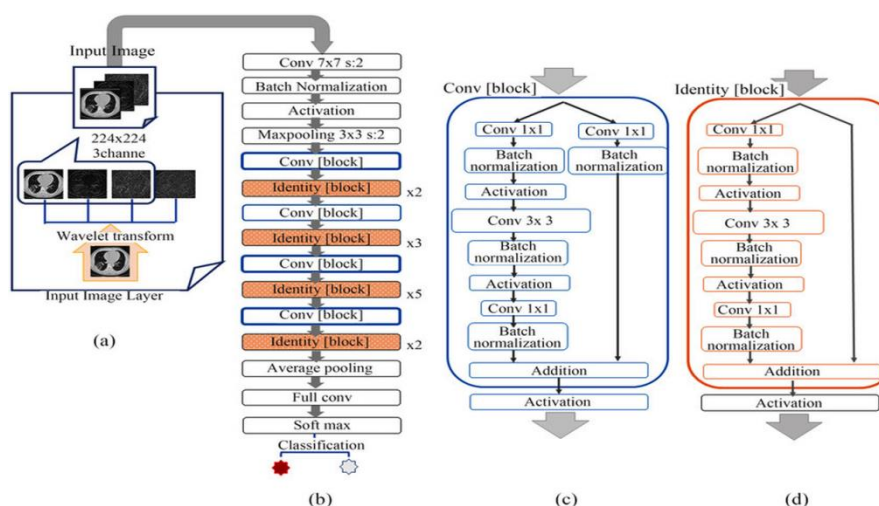 Input Image
224x224
3channe
Wavelet transform
Input Image Layer
(a)
Conv 7x7 s:2
Batch Normalization
Activation
Maxpooling 3x3 s:2
Conv [block]
Identity [block] x2
Conv [block]
Identity [block] x3
Conv [block]
Identity [block] x5
Conv [block]
Identity [block] x2
Average pooling
Full conv
Soft max
Classification
(b)
Conv [block]
Conv 1x1
Batch
normalization
Activation
Conv 3x 3
Batch
normalization
Activation
Conv 1x1
Batch
normalization
Conv 1x1
Batch
normalization
Addition
Activation
(c)
Identity [block]
Conv 1x1
Batch
normalization
Activation
Conv 3x 3
Batch
normalization
Activation
Conv 1x1
Batch
normalization
Addition
Activation
(d)